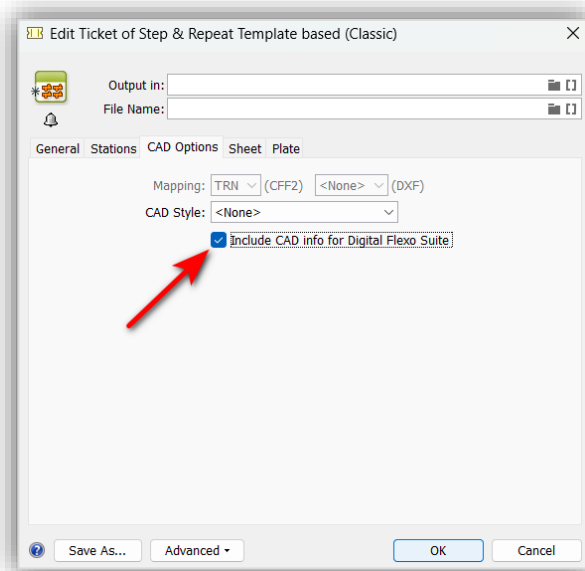 Edit Ticket of Step & Repeat Template based (Classic)
Output in:
File Name:
General Stations CAD Options Sheet Plate
Mapping: TRN (CFF2) <None> (DXF)
CAD Style: <None>
Include CAD info for Digital Flexo Suite
Save As... Advanced OK Cancel